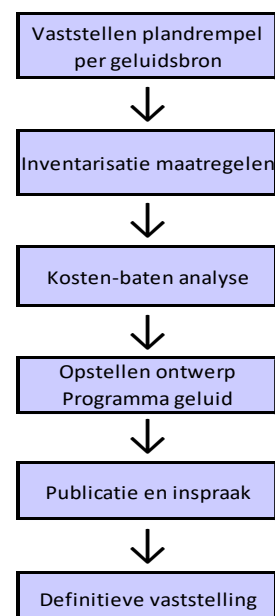 Vaststellen plandrempel
per geluidsbron
Inventarisatie maatregelen
Kosten-baten analyse
Opstellen ontwerp
Programma geluid
Publicatie en inspraak
Definitieve vaststelling